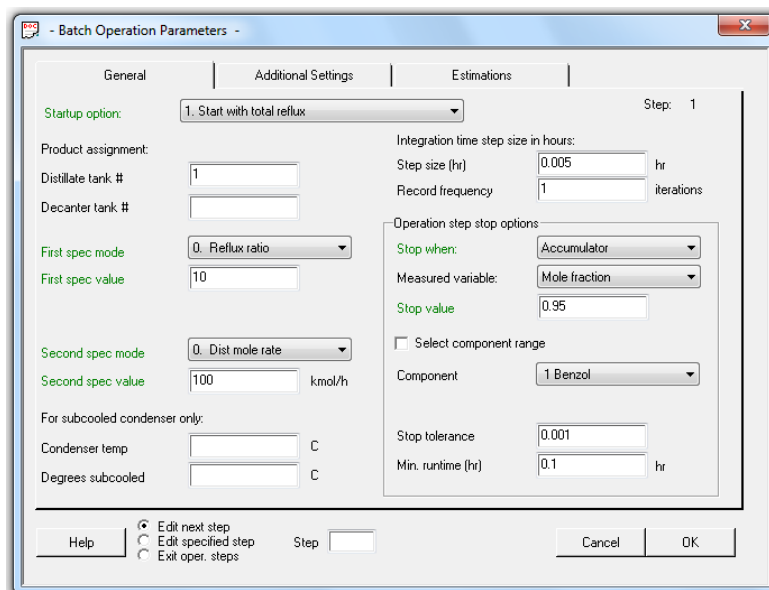 - Batch Operation Parameters -
General
Additional Settings
Estimations
Startup option:
1. Start with total reflux
Step: 1
Product assignment:
Distillate tank #
1
Decanter tank #
Integration time step size in hours:
Step size (hr)
0.005
hr
Record frequency
1
iterations
First spec mode
0. Reflux ratio
First spec value
10
Operation step stop options
Stop when:
Accumulator
Measured variable:
Mole fraction
Stop value
0.95
Select component range
Component
1 Benzol
Second spec mode
0. Dist mole rate
Second spec value
100
kmol/h
For subcooled condenser only:
Condenser temp
C
Degrees subcooled
C
Stop tolerance
0.001
Min. runtime (hr)
0.1
hr
Help
Edit next step
Edit specified step
Exit oper. steps
Step
Cancel
OK